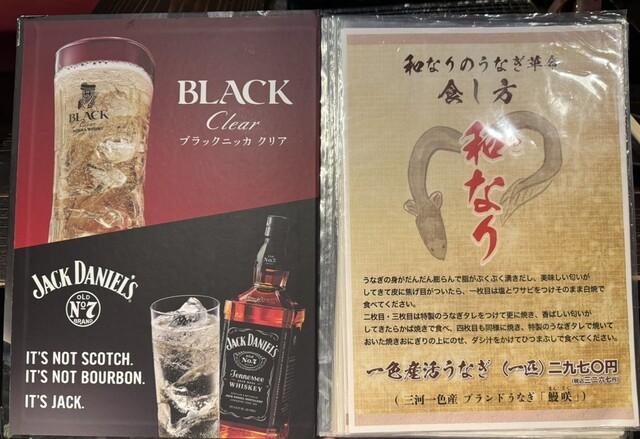 BLACK
Clear
BLACK
Clear
ブラックニッカ クリア
JACK DANIEL'S
OLD
No.7
BRAND
IT'S NOT SCOTCH.
IT'S NOT BOURBON.
IT'S JACK.
JACK DANIEL'S
OLD
No.7
Tennessee
WHISKEY
和なりのうなぎ革命
食し方
和なり
うなぎの身がだんだん膨らんで脂がぷくぷく湧きだし、美味しい匂いが
してきて皮に焦げ目がついたら、一枚目は塩とワサビをつけそのまま白焼で
食べてください。
二枚目・三枚目は特製のうなぎタレをつけて更に焼き、香ばしい匂いが
してきたらかば焼きで食べ、四枚目も同様に焼き、特製のうなぎタレで焼いて
おいた焼きおにぎりの上にのせ、ダシ汁をかけてひつまぶしで食べてください。
一色産活うなぎ (一匹) 二九七〇円
(税込三二六七円)
(三河一色産 ブランドうなぎ「鰻咲」)